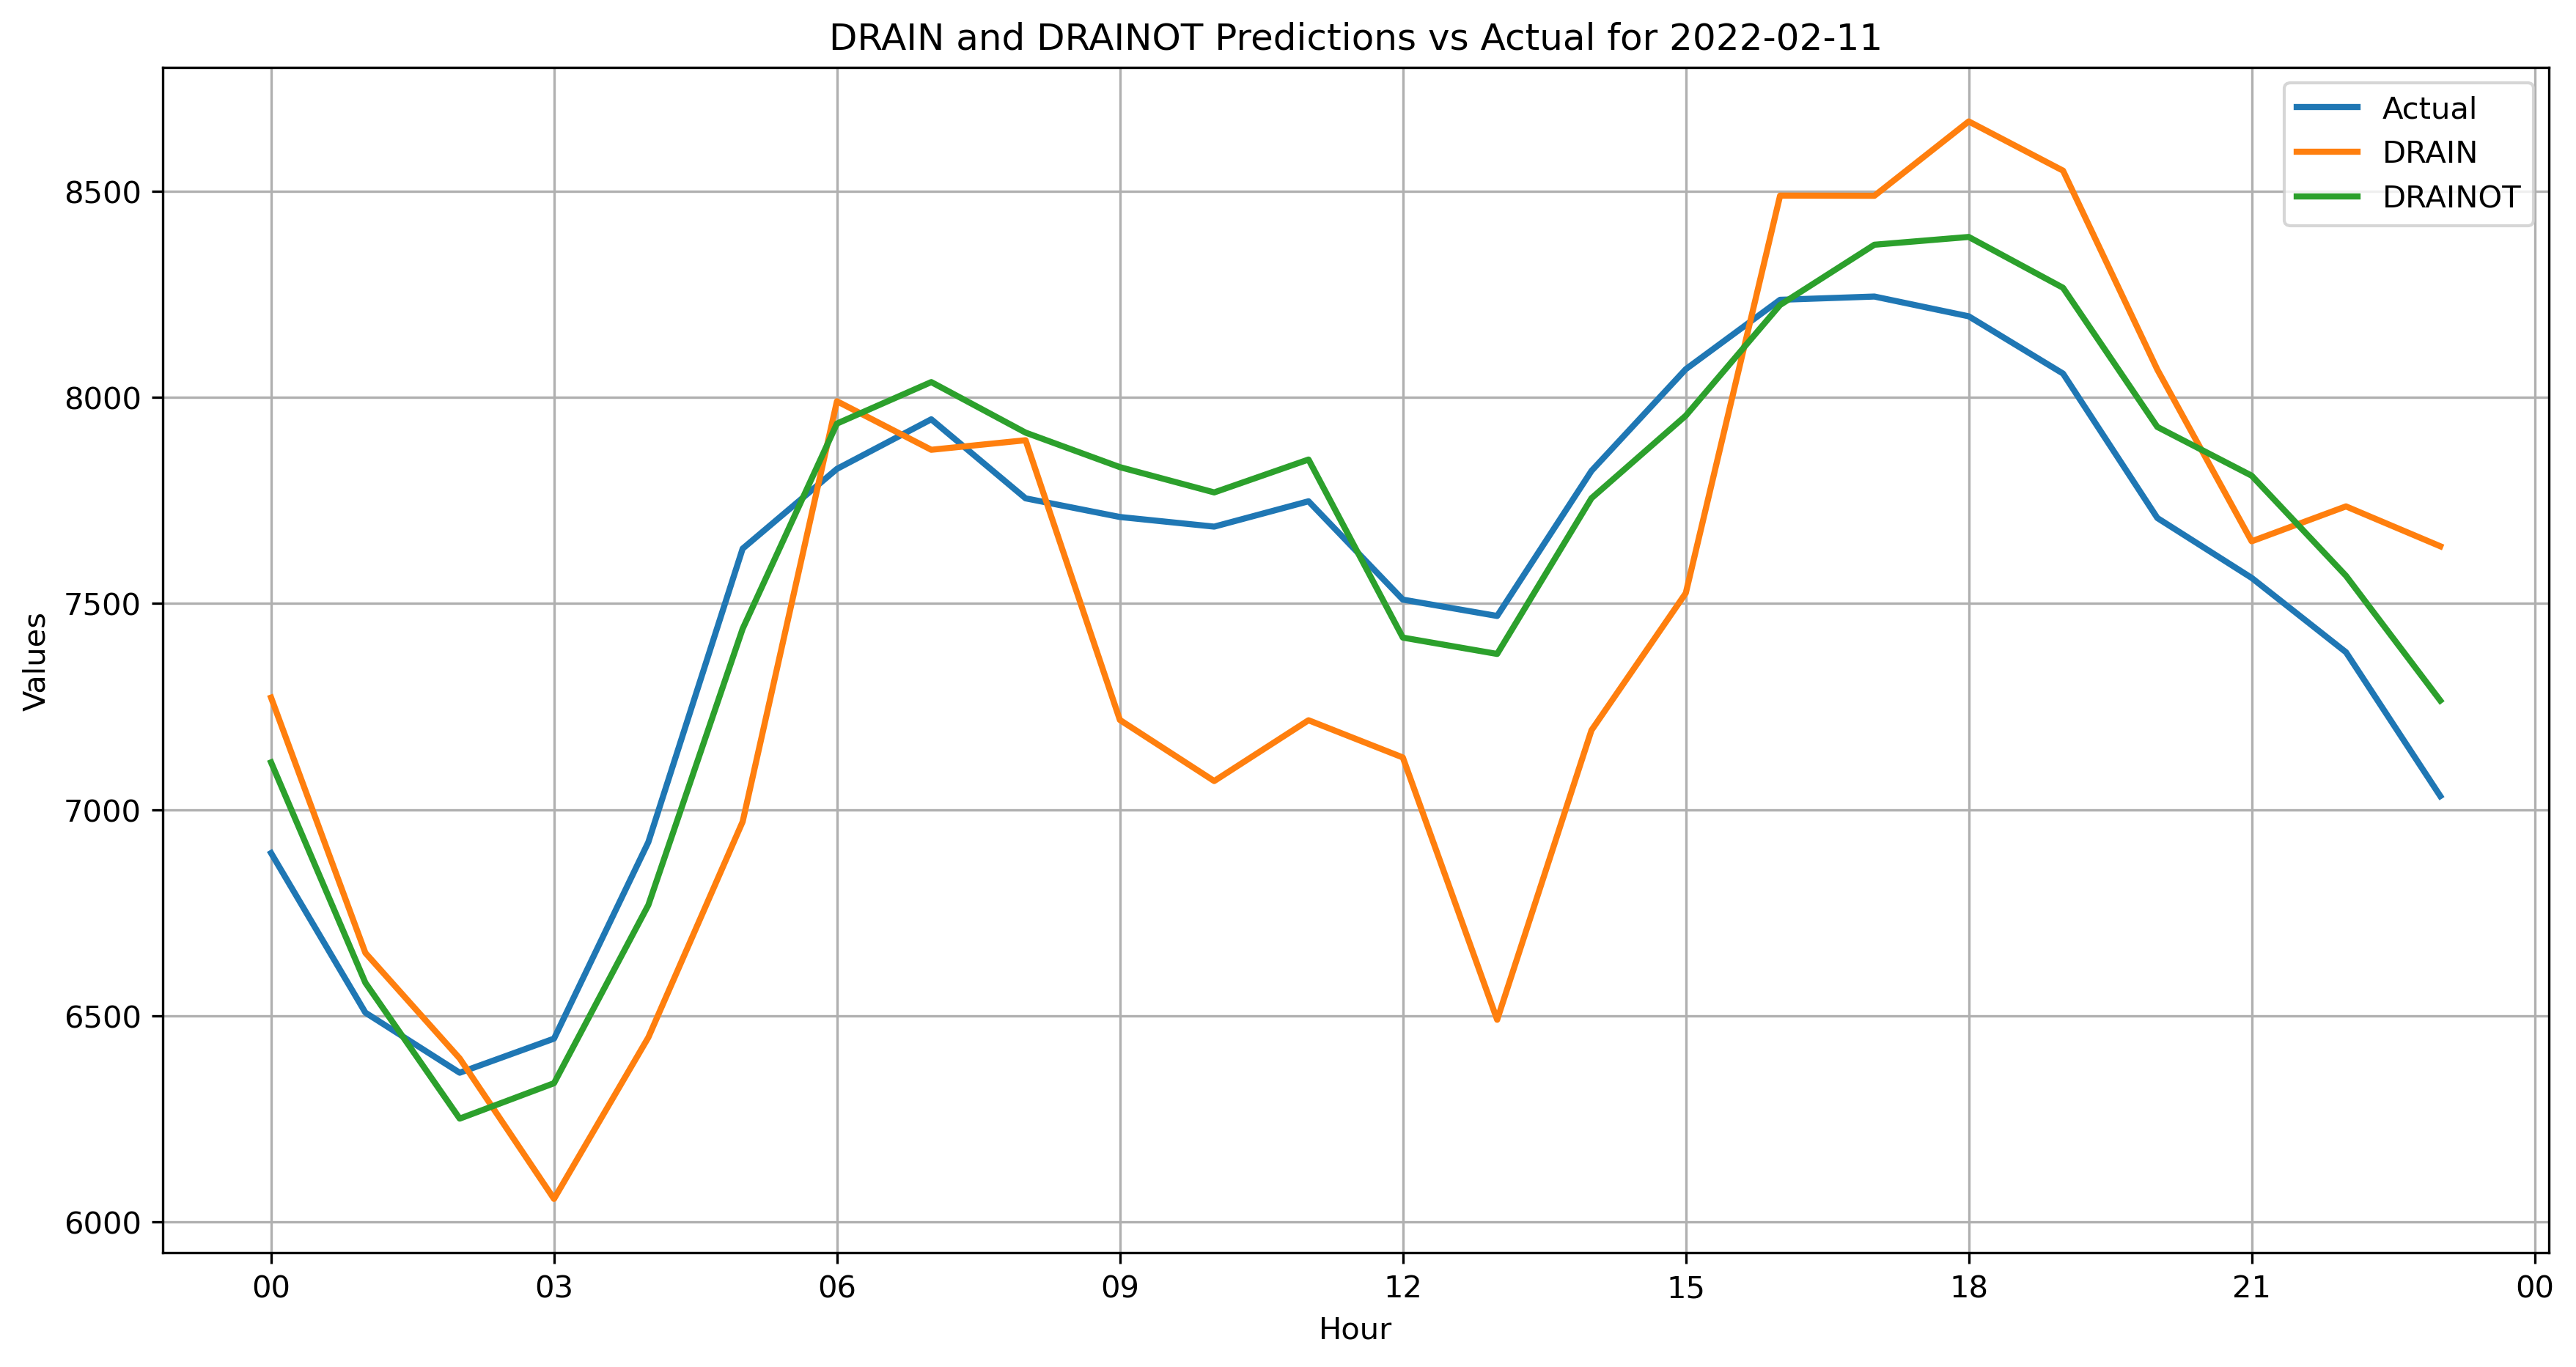 DRAIN and DRAINOT Predictions vs Actual for 2022-02-11
Actual
DRAIN
DRAINOT
8500
8000
7500
7000
6500
6000
Values
00 03 06 09 12 15 18 21 00
Hour